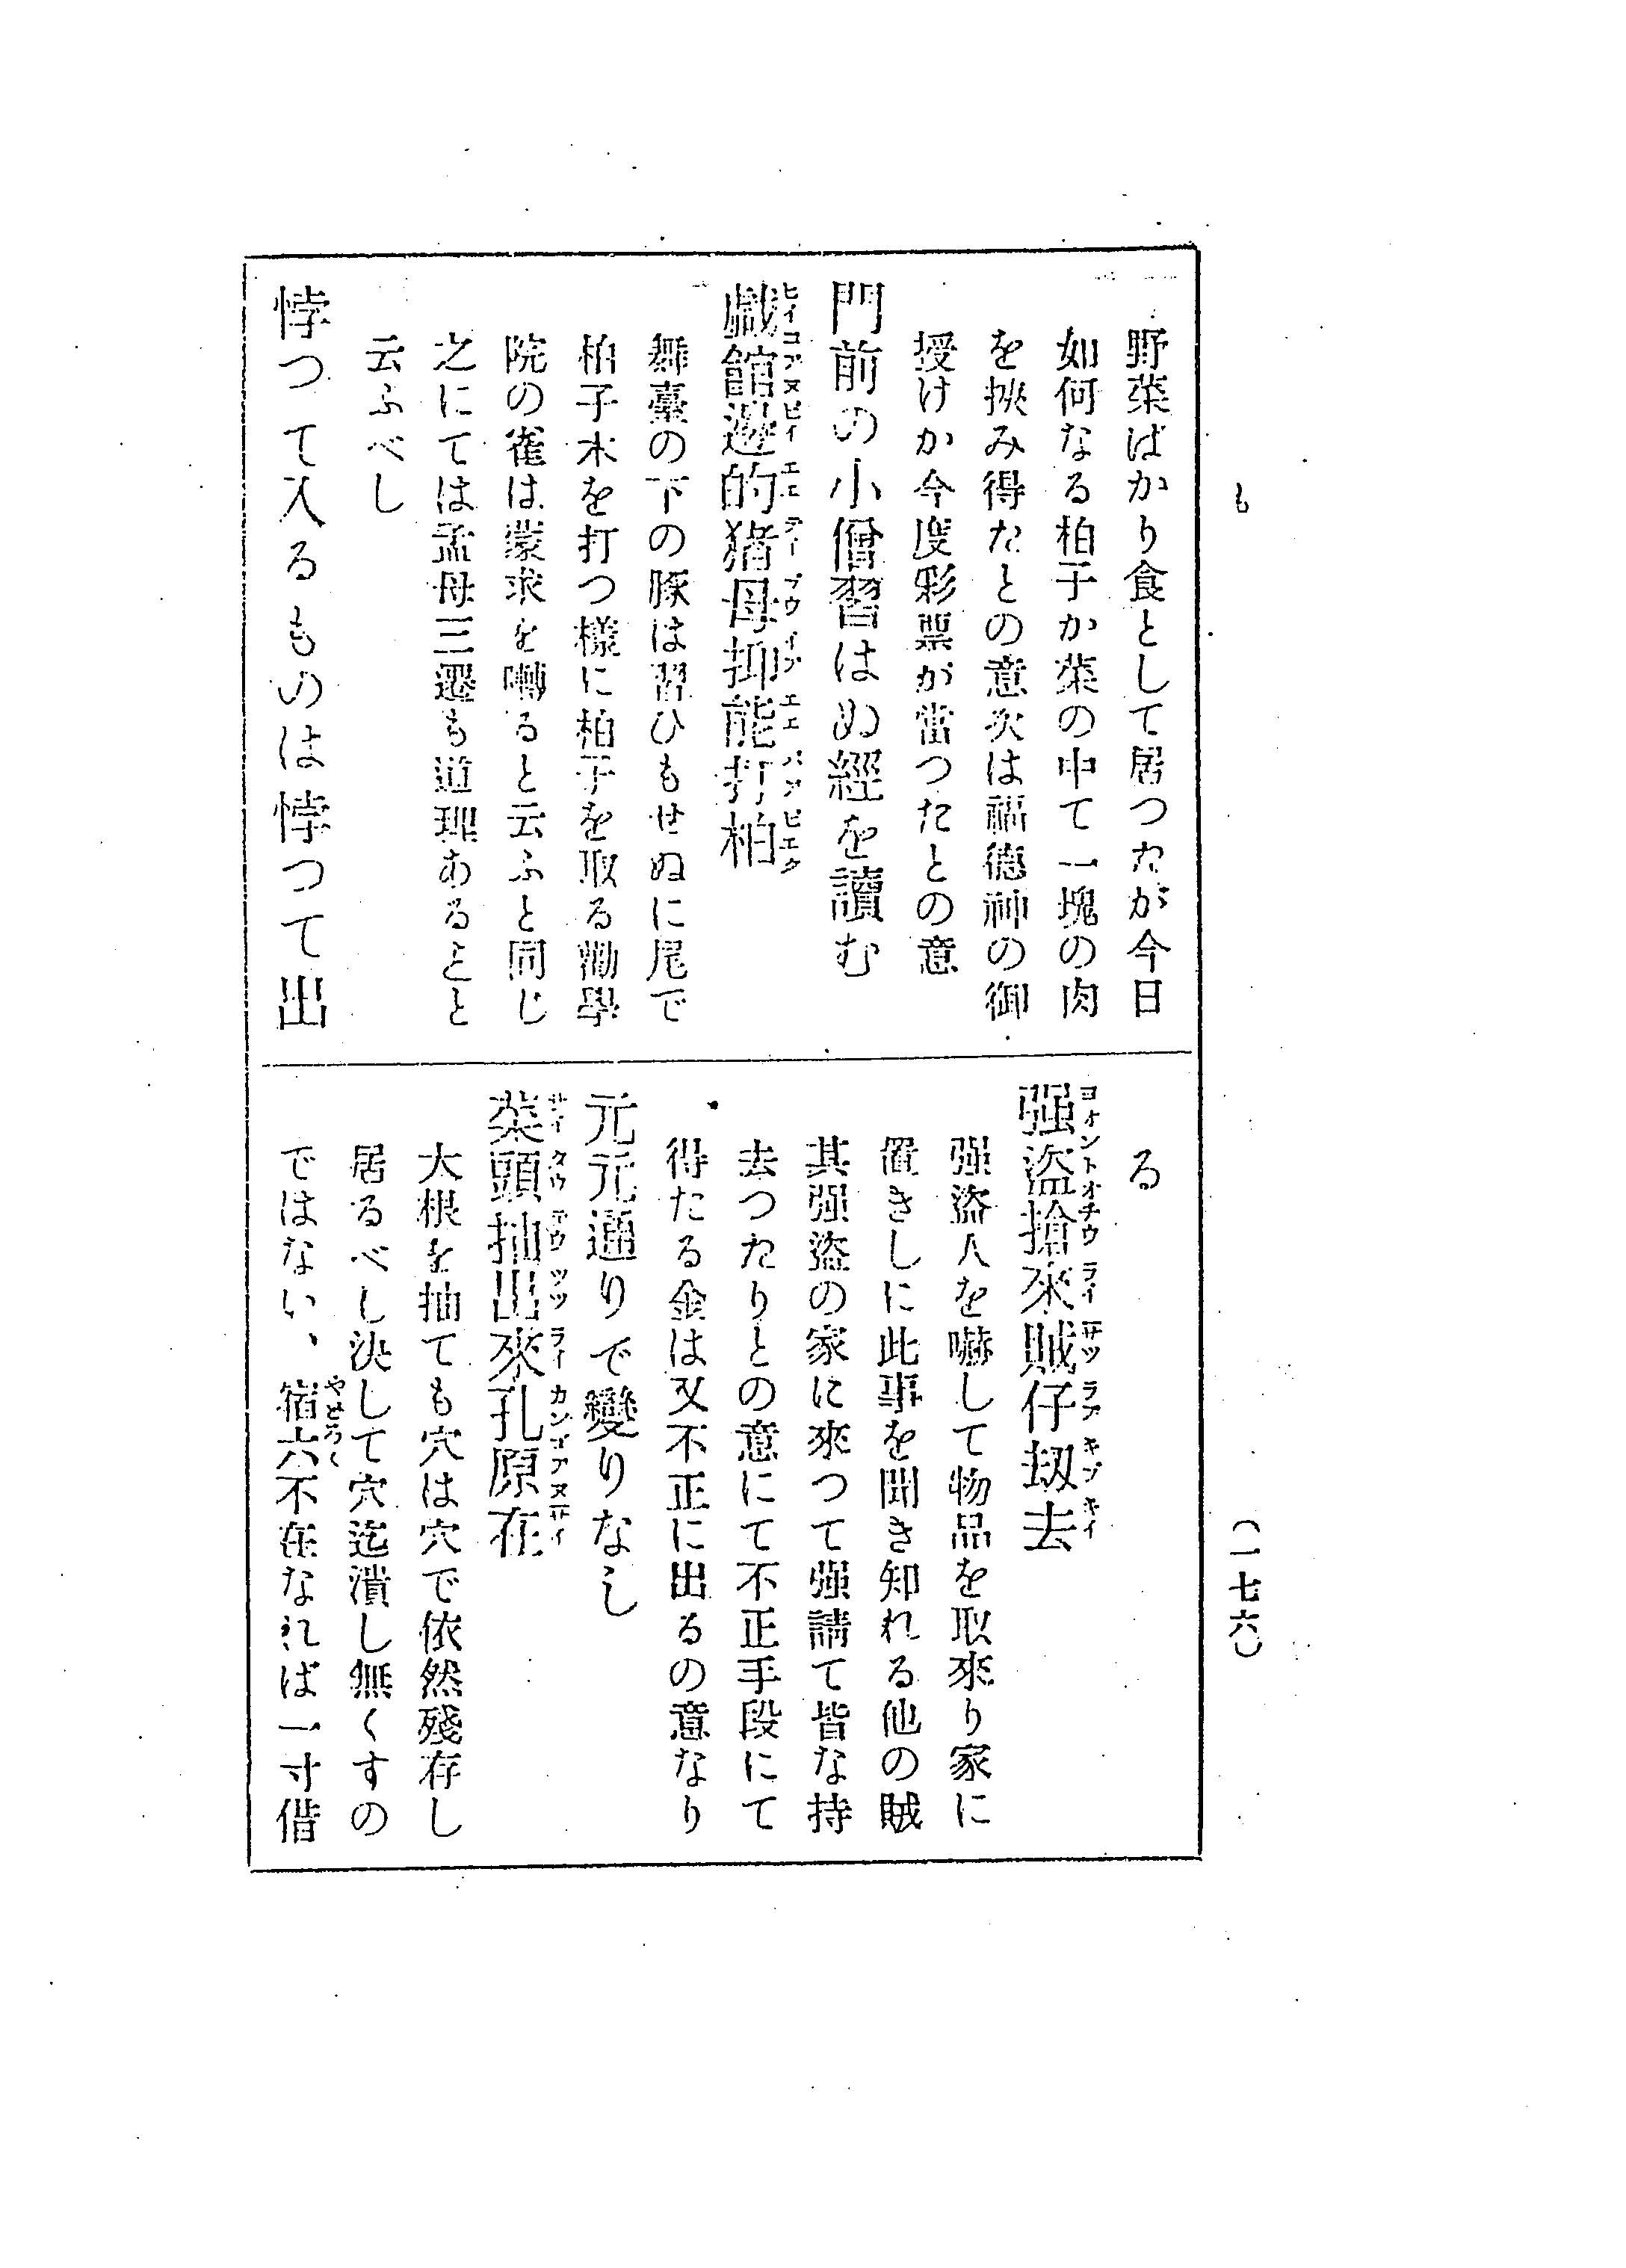 も
(一七六)
野菜ばかり食として居つたが今日
如何なる柏子か菜の中て一塊の肉
を挾み得たとの意次は福德神の御
授けか今度彩票が當つたとの意
門前の小僧習はぬ經を讀む
戯館邊的猪母抑能打柏
舞臺の下の豚は習ひもせぬに尾で
柏子木を打つ樣に柏子を取る勸學
院の雀は蒙求を囀ると云ふと同じ
之にては孟母三遷も道理あるとと
云ふべし
悖つて入るものは悖つて出
る
强盜搶來賊仔刼去
强盜人を嚇して物品を取來り家に
置きしに此事を聞き知れる他の賊
其强盜の家に來つて强請て皆な持
去つたりとの意にて不正手段にて
得たる金は又不正に出るの意なり
元元通りで變りなし
菜頭抽出來孔原在
大根を抽ても穴は穴で依然殘存し
居るべし決して穴迄潰し無くすの
ではない、宿六不在なれば一寸借